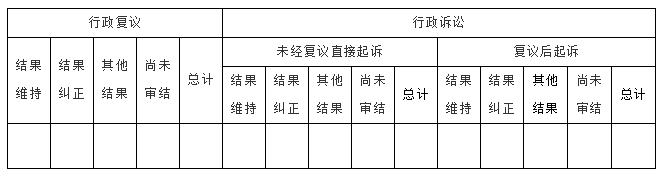 行政复议 行政诉讼
未经复议直接起诉 复议后起诉
结果维持 结果纠正 其他结果 尚未审结 总计 结果维持 结果纠正 其他结果 尚未审结 总计 结果维持 结果纠正 其他结果 尚未审结 总计